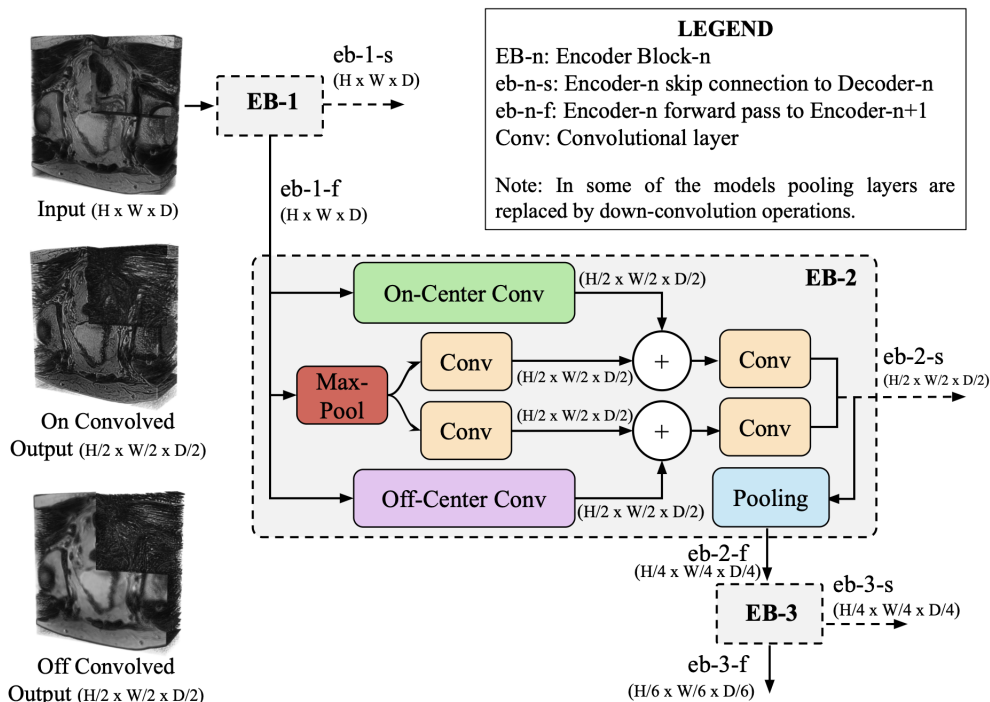 LEGEND
EB-n: Encoder Block-n
eb-n-s: Encoder-n skip connection to Decoder-n
eb-n-f: Encoder-n forward pass to Encoder-n+1
Conv: Convolutional layer
Note: In some of the models pooling layers are
replaced by down-convolution operations.
Input (H x W x D)
EB-1
eb-1-s
(H x W x D)
eb-1-f
(H x W x D)
On Convolved
Output (H/2 x W/2 x D/2)
Off Convolved
Output (H/2 x W/2 x D/2)
EB-2
On-Center Conv
(H/2 x W/2 x D/2)
Max-
Pool
Conv
(H/2 x W/2 x D/2)
+
Conv
Conv
(H/2 x W/2 x D/2)
+
Conv
Off-Center Conv
(H/2 x W/2 x D/2)
Pooling
eb-2-s
(H/2 x W/2 x D/2)
eb-2-f
(H/4 x W/4 x D/4)
EB-3
eb-3-s
(H/4 x W/4 x D/4)
eb-3-f
(H/6 x W/6 x D/6)